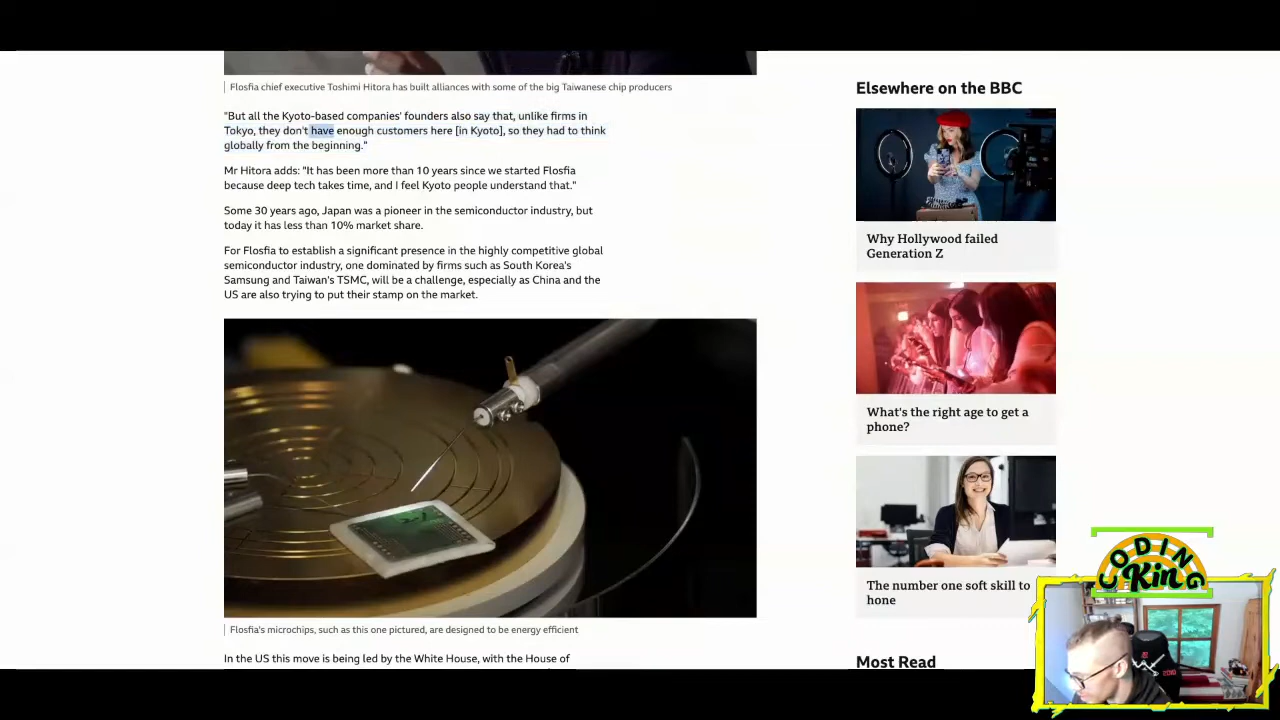 Flosfia chief executive Toshimi Hitora has built alliances with some of the big Taiwanese chip producers
"But all the Kyoto-based companies' founders also say that, unlike firms in
Tokyo, they don't have enough customers here [in Kyoto], so they had to think
globally from the beginning."
Mr Hitora adds: "It has been more than 10 years since we started Flosfia
because deep tech takes time, and I feel Kyoto people understand that."
Some 30 years ago, Japan was a pioneer in the semiconductor industry, but
today it has less than 10% market share.
For Flosfia to establish a significant presence in the highly competitive global
semiconductor industry, one dominated by firms such as South Korea's
Samsung and Taiwan's TSMC, will be a challenge, especially as China and the
US are also trying to put their stamp on the market.
Flosfia's microchips, such as this one pictured, are designed to be energy efficient
In the US this move is being led by the White House, with the House of
Elsewhere on the BBC
Why Hollywood failed
Generation Z
What's the right age to get a
phone?
The number one soft skill to
hone
Most Read
CODING
Kin